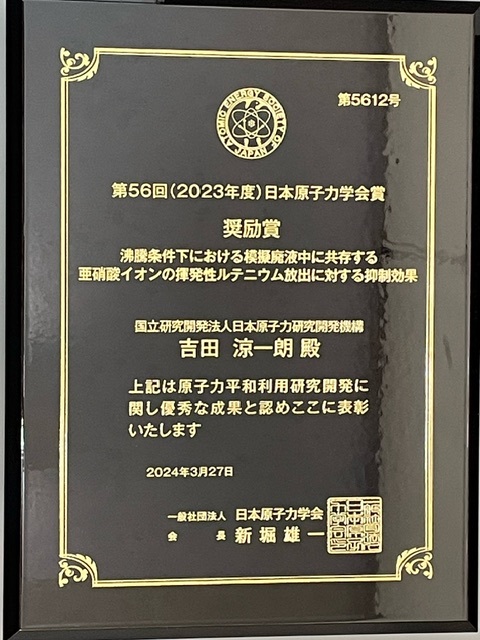 ATOMIC ENERGY SOCIETY OF JAPAN
第5612号
第56回(2023年度)日本原子力学会賞
奨励賞
沸騰条件下における模擬廃液中に共存する
亜硝酸イオンの揮発性ルテニウム放出に対する抑制効果
国立研究開発法人日本原子力研究開発機構
吉田 涼一朗 殿
上記は原子力平和利用研究開発に
関し優秀な成果と認めここに表彰
いたします
2024年3月27日
一般社団法人 日本原子力学会
会長 新堀雄一